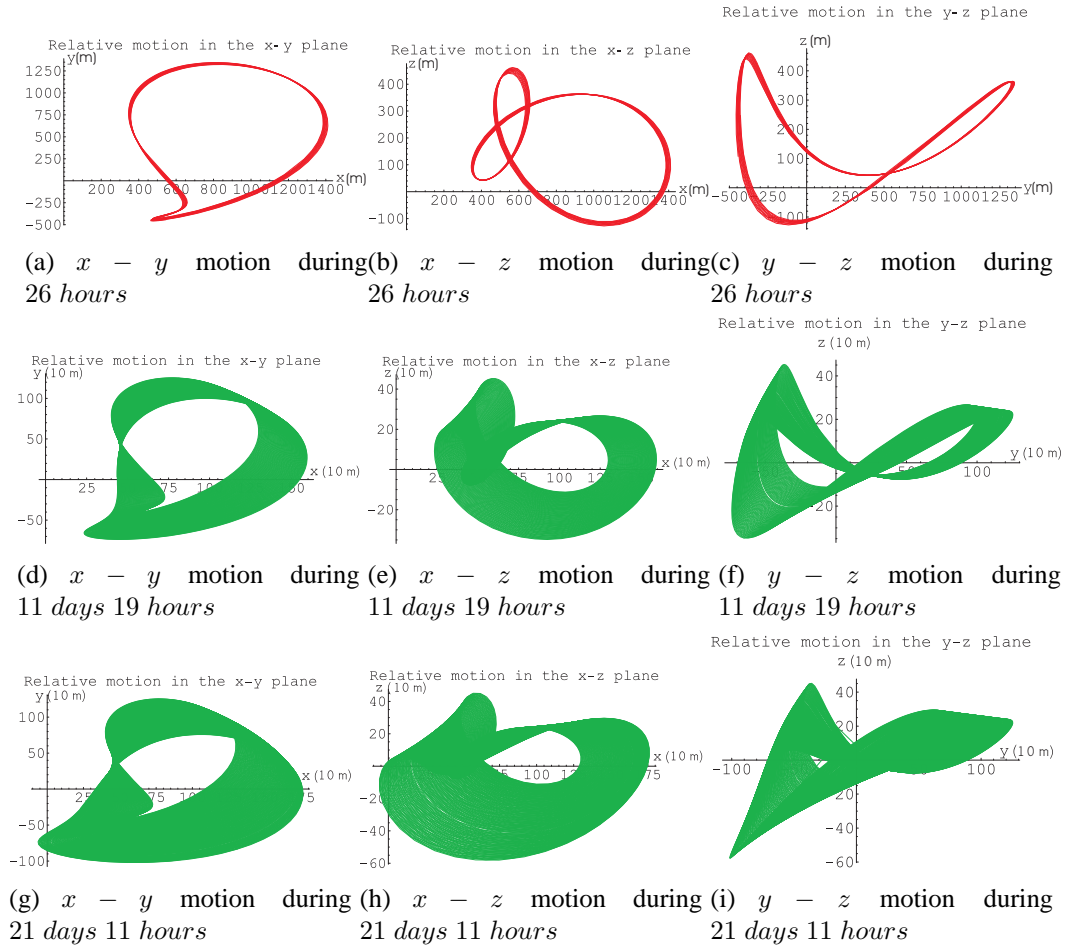 Relative motion in the x-y plane
y(m)
1250
1000
750
500
250
-250
-500
200 400 600 800 1000 1200 1400
x(m)
Relative motion in the x-z plane
z(m)
400
300
200
100
-100
200 400 600 800 1000 1200 1400
x(m)
Relative motion in the y-z plane
z(m)
400
300
200
100
-100
-500 -250 250 500 750 1000 1250
y(m)
(a) x − y motion during
26 hours
(b) x − z motion during
26 hours
(c) y − z motion during
26 hours
Relative motion in the x-y plane
y (10 m)
100
50
-50
25 75
x (10 m)
Relative motion in the x-z plane
z (10 m)
40
20
-20
25 75 100
x (10 m)
Relative motion in the y-z plane
z (10 m)
40
20
-20
50 100
y (10 m)
(d) x − y motion during
11 days 19 hours
(e) x − z motion during
11 days 19 hours
(f) y − z motion during
11 days 19 hours
Relative motion in the x-y plane
y (10 m)
100
50
-50
-100
x (10 m)
Relative motion in the x-z plane
z (10 m)
40
20
-20
-40
-60
75 100
x (10 m)
Relative motion in the y-z plane
z (10 m)
40
20
-20
-40
-60
-100 100
y (10 m)
(g) x − y motion during
21 days 11 hours
(h) x − z motion during
21 days 11 hours
(i) y − z motion during
21 days 11 hours